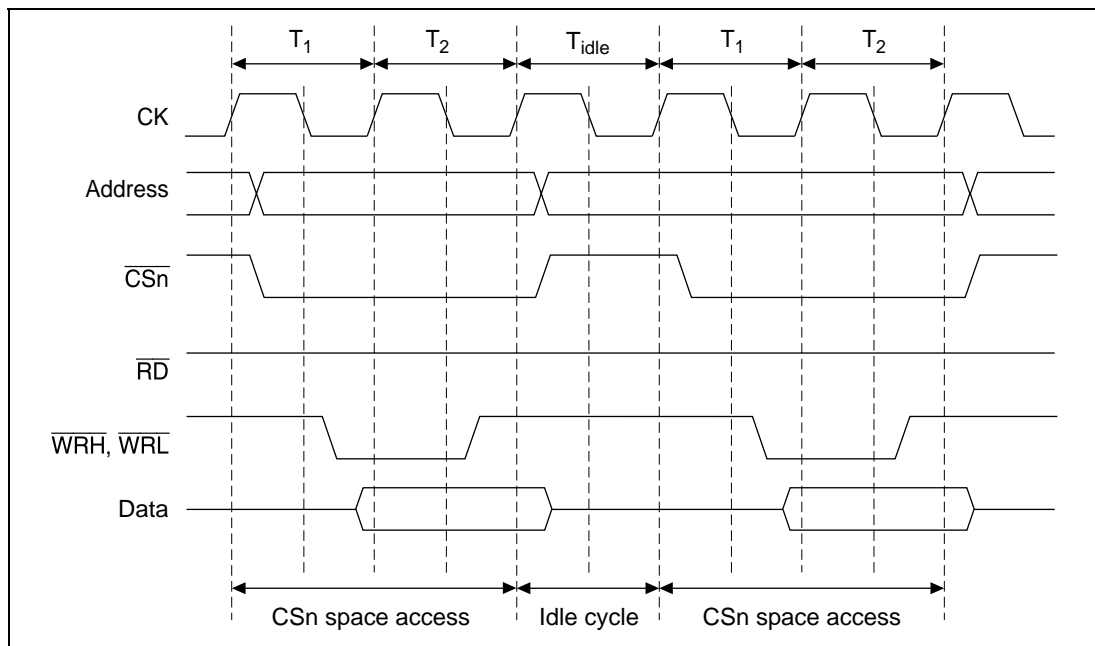 T1 T2 Tidle T1 T2
CK
Address
CSn
RD
WRH, WRL
Data
CSn space access Idle cycle CSn space access